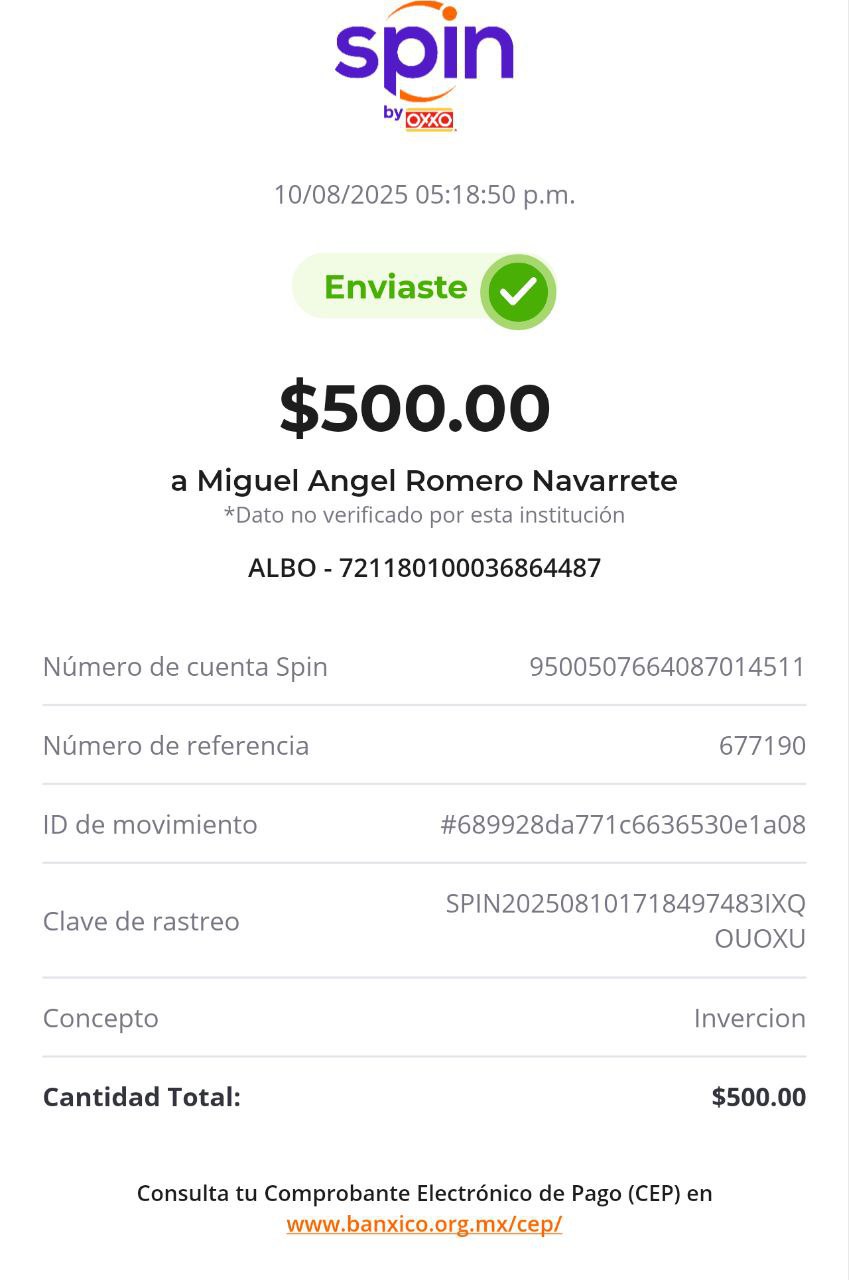 spin
by OXXO
10/08/2025 05:18:50 p.m.
Enviaste
$500.00
a Miguel Angel Romero Navarrete
*Dato no verificado por esta institución
ALBO - 721180100036864487
Número de cuenta Spin 9500507664087014511
Número de referencia 677190
ID de movimiento #689928da771c6636530e1a08
Clave de rastreo SPIN202508101718497483IXQ
OUOXU
Concepto Invercion
Cantidad Total: $500.00
Consulta tu Comprobante Electrónico de Pago (CEP) en
www.banxico.org.mx/cep/